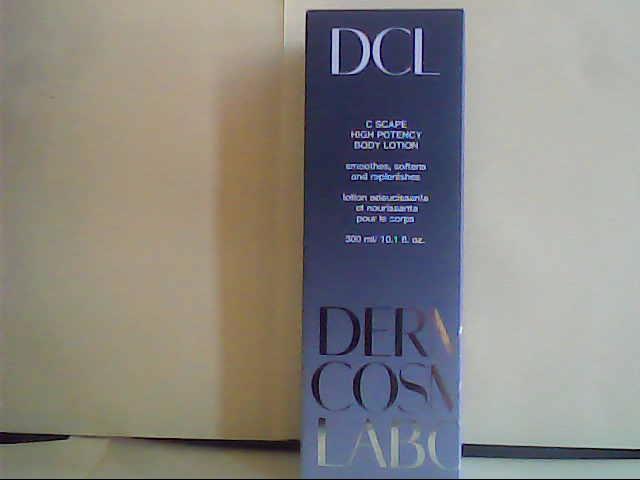 DCL
C SCAPE
HIGH POTENCY
BODY LOTION
smoothes, softens
and replenishes
lotion adoucissante
et nourissante
pour le corps
300 ml/ 10.1 fl. oz.
DERM
COSM
LABO